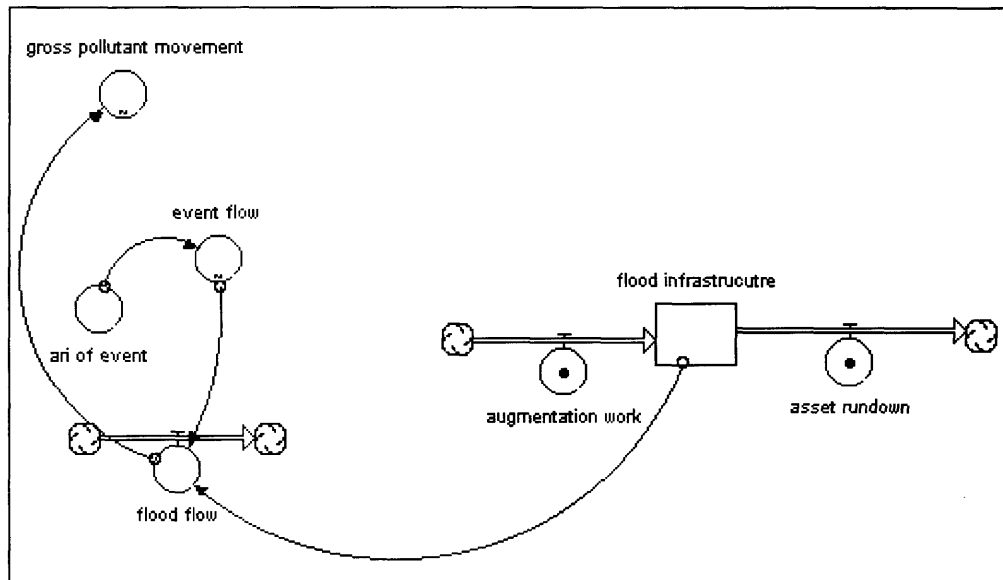 gross pollutant movement
event flow
ari of event
flood infrastrucutre
augmentation work
asset rundown
flood flow